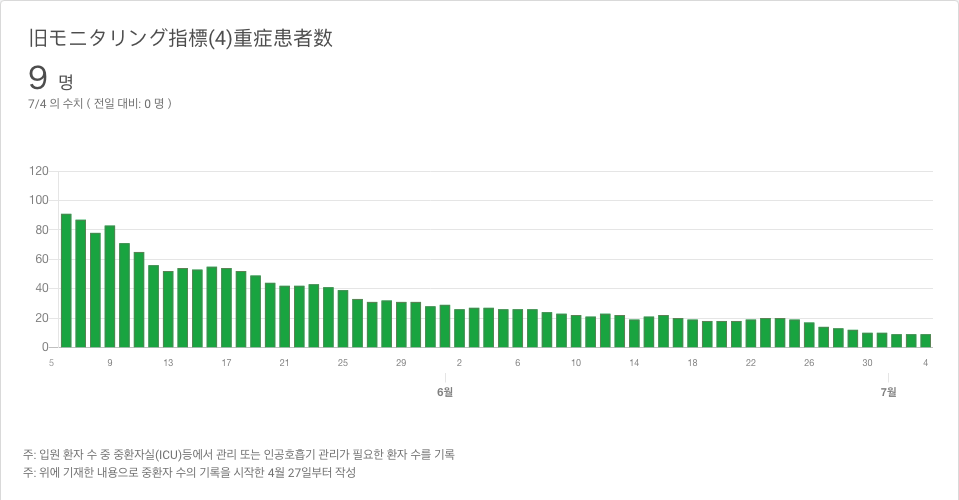 旧モニタリング指標(4)重症患者数
9 명
7/4 의 수치 ( 전일 대비: 0 명 )
120
100
80
60
40
20
0
5 9 13 17 21 25 29 2 6 10 14 18 22 26 30 4
6월 7월
주: 입원 환자 수 중 중환자실(ICU)등에서 관리 또는 인공호흡기 관리가 필요한 환자 수를 기록
주: 위에 기재한 내용으로 중환자 수의 기록을 시작한 4월 27일부터 작성